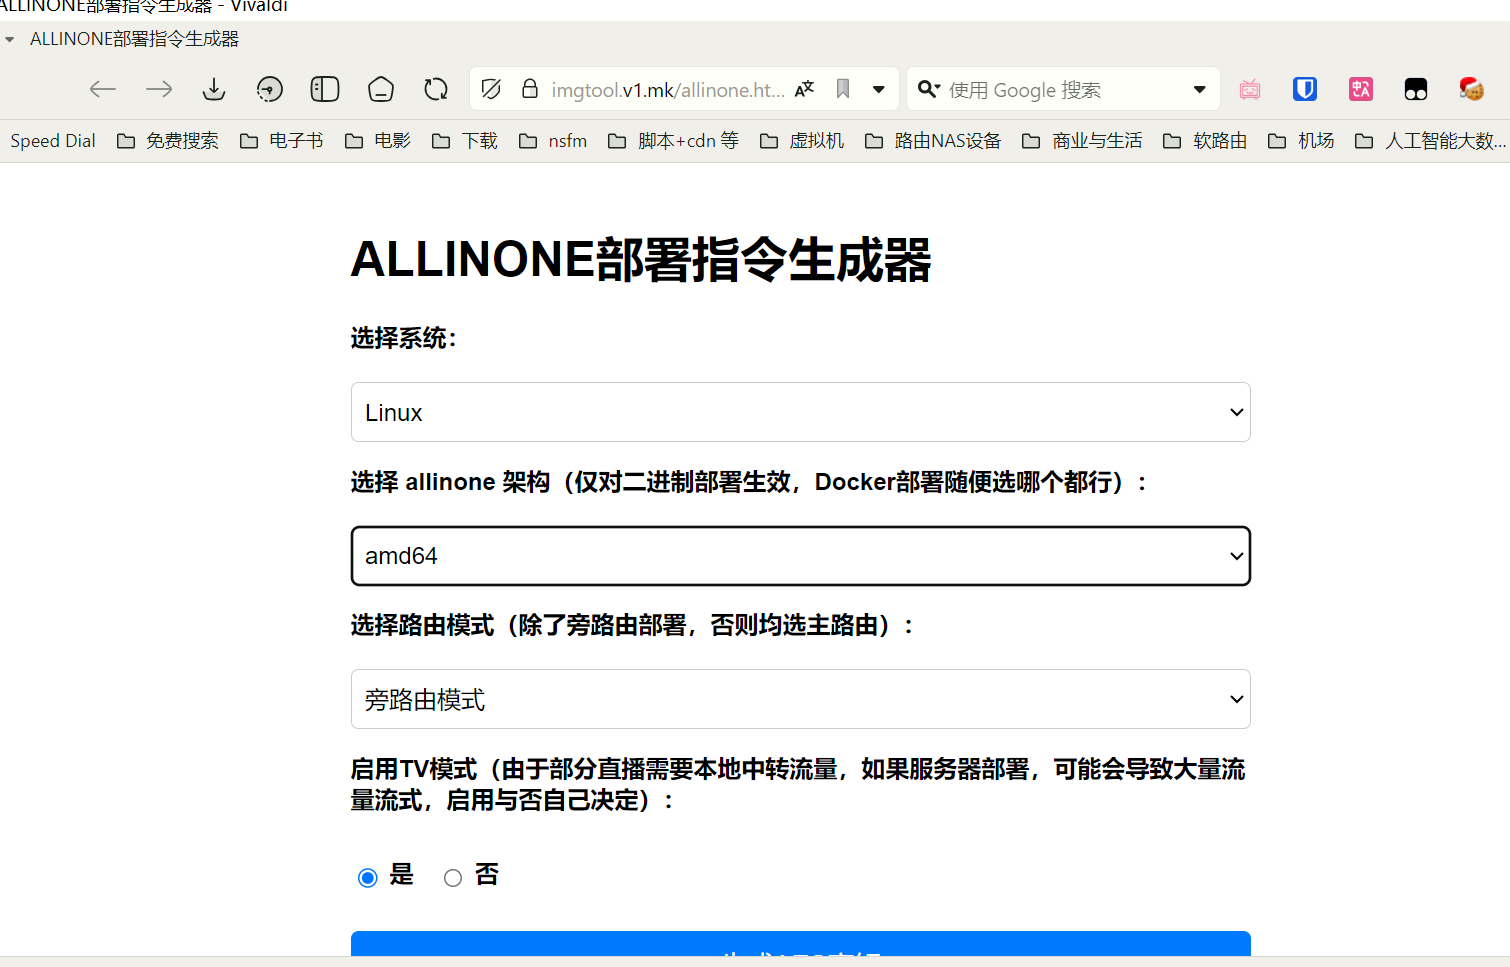 ALLINONE部署指令生成器 - Vivaldi
ALLINONE部署指令生成器
imgtool.v1.mk/allinone.ht...
使用 Google 搜索
Speed Dial 免费搜索 电子书 电影 下载 nsfm 脚本+cdn 等 虚拟机 路由NAS设备 商业与生活 软路由 机场 人工智能大数...
ALLINONE部署指令生成器
选择系统：
Linux
选择 allinone 架构（仅对二进制部署生效，Docker部署随便选哪个都行）：
amd64
选择路由模式（除了旁路由部署，否则均选主路由）：
旁路由模式
启用TV模式（由于部分直播需要本地中转流量，如果服务器部署，可能会导致大量流
量流式，启用与否自己决定）：
是 否